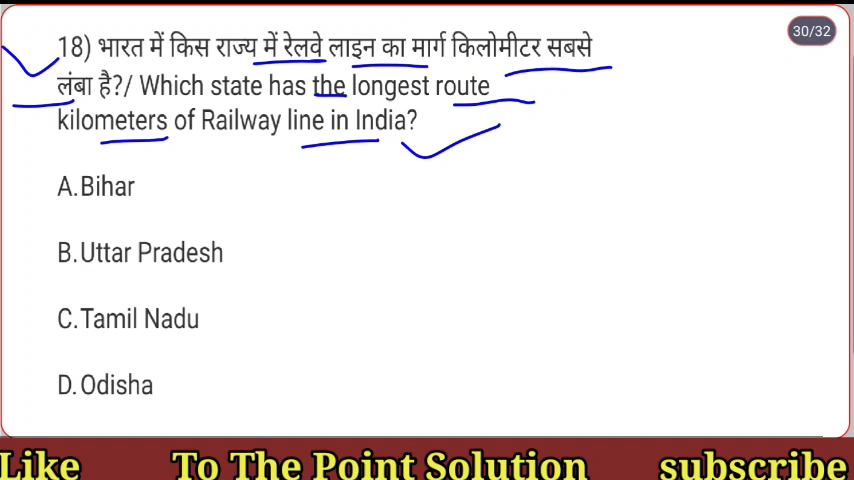 30/32
18) भारत में किस राज्य में रेलवे लाइन का मार्ग किलोमीटर सबसे
लंबा है?/ Which state has the longest route
kilometers of Railway line in India?
A.Bihar
B.Uttar Pradesh
C.Tamil Nadu
D.Odisha
Like To The Point Solution subscribe